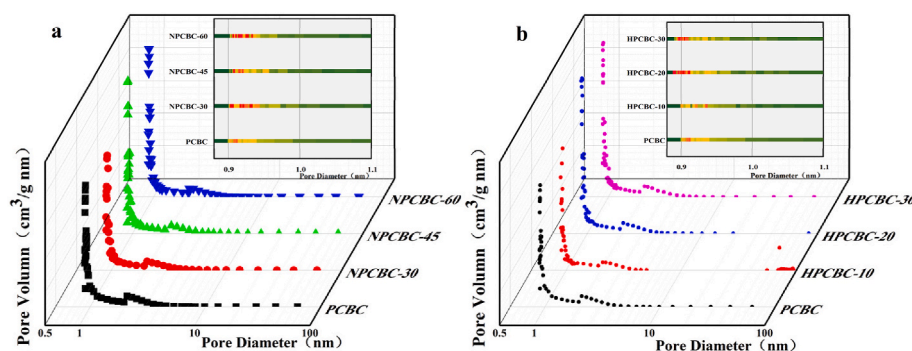 a
NPCBC-60
NPCBC-45
NPCBC-30
PCBC
0.9
1.0
1.1
Pore Diameter (nm)
Pore Volumn (cm³/g nm)
NPCBC-60
NPCBC-45
NPCBC-30
PCBC
0.5
1
10
100
Pore Diameter（nm）
b
HPCBC-30
HPCBC-20
HPCBC-10
PCBC
0.9
1.0
1.1
Pore Diameter (nm)
Pore Volumn (cm³/g nm)
HPCBC-30
HPCBC-20
HPCBC-10
PCBC
0.5
1
10
100
Pore Diameter（nm）